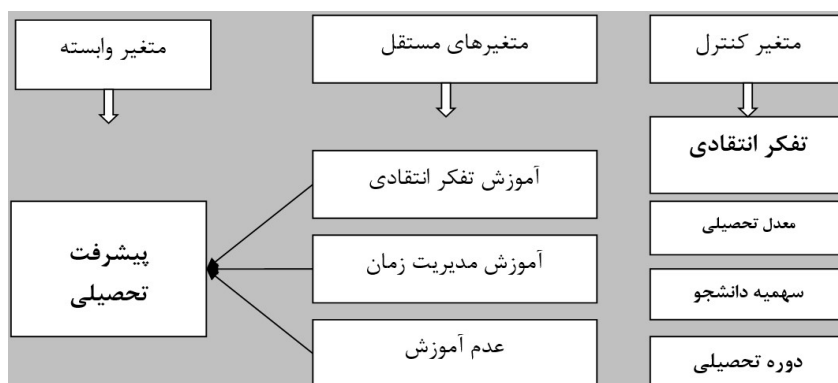 متغیر کنترل
متغیرهای مستقل
متغیر وابسته
تفکر انتقادی
معدل تحصیلی
سهمیه دانشجو
دوره تحصیلی
آموزش تفکر انتقادی
آموزش مدیریت زمان
عدم آموزش
پیشرفت
تحصیلی